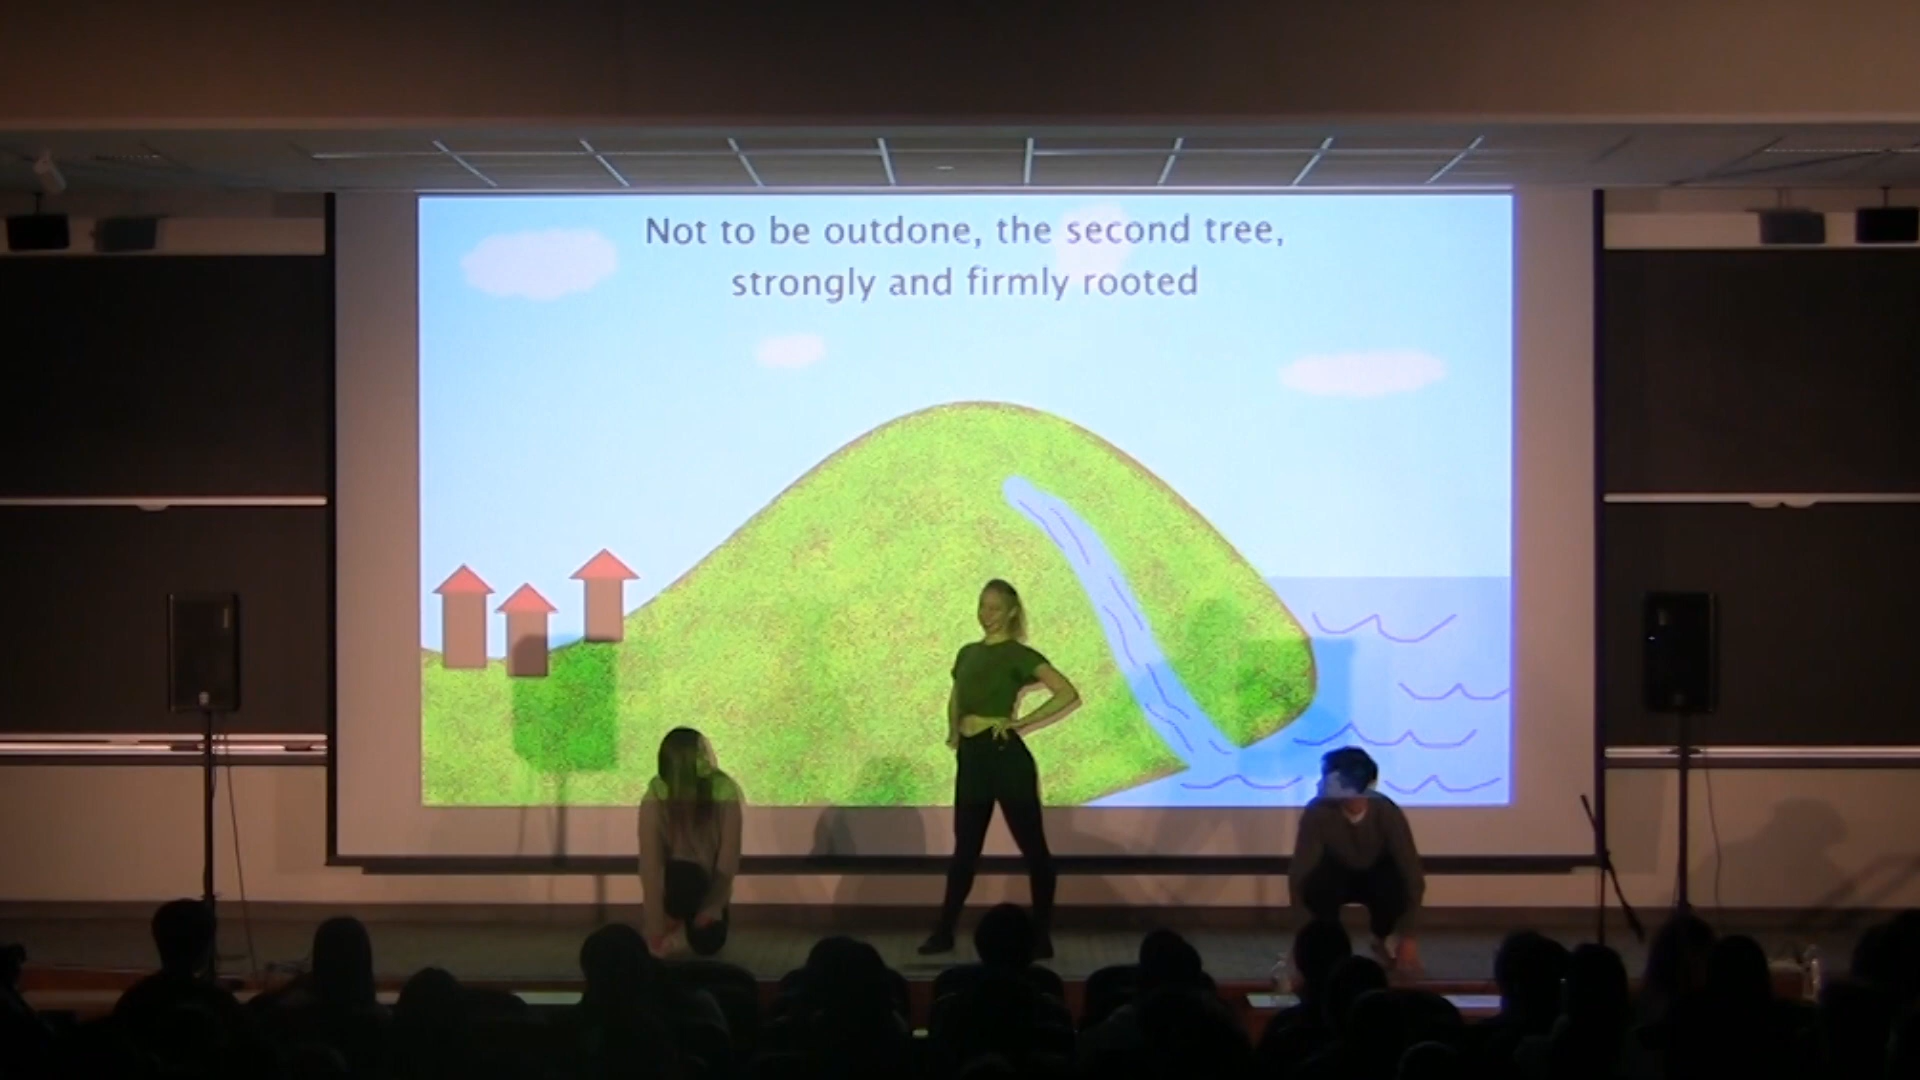 Not to be outdone, the second tree,
strongly and firmly rooted